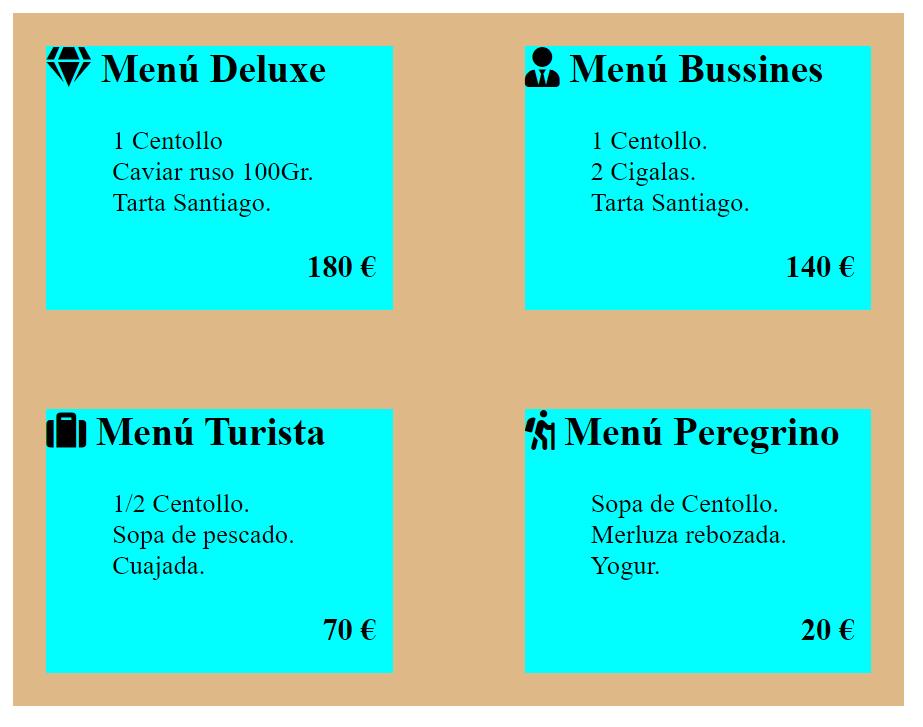 Menú Deluxe
1 Centollo
Caviar ruso 100Gr.
Tarta Santiago.
180 €
Menú Bussines
1 Centollo.
2 Cigalas.
Tarta Santiago.
140 €
Menú Turista
1/2 Centollo.
Sopa de pescado.
Cuajada.
70 €
Menú Peregrino
Sopa de Centollo.
Merluza rebozada.
Yogur.
20 €